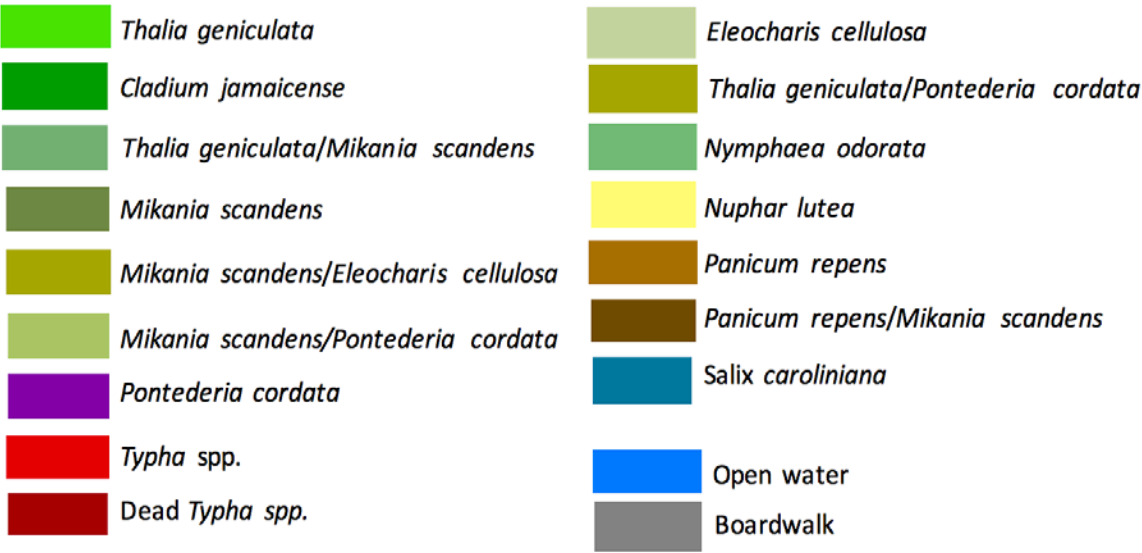 Thalia geniculata
Cladium jamaicense
Thalia geniculata/Mikania scandens
Mikania scandens
Mikania scandens/Eleocharis cellulosa
Mikania scandens/Pontederia cordata
Pontederia cordata
Typha spp.
Dead Typha spp.
Eleocharis cellulosa
Thalia geniculata/Pontederia cordata
Nymphaea odorata
Nuphar lutea
Panicum repens
Panicum repens/Mikania scandens
Salix caroliniana
Open water
Boardwalk